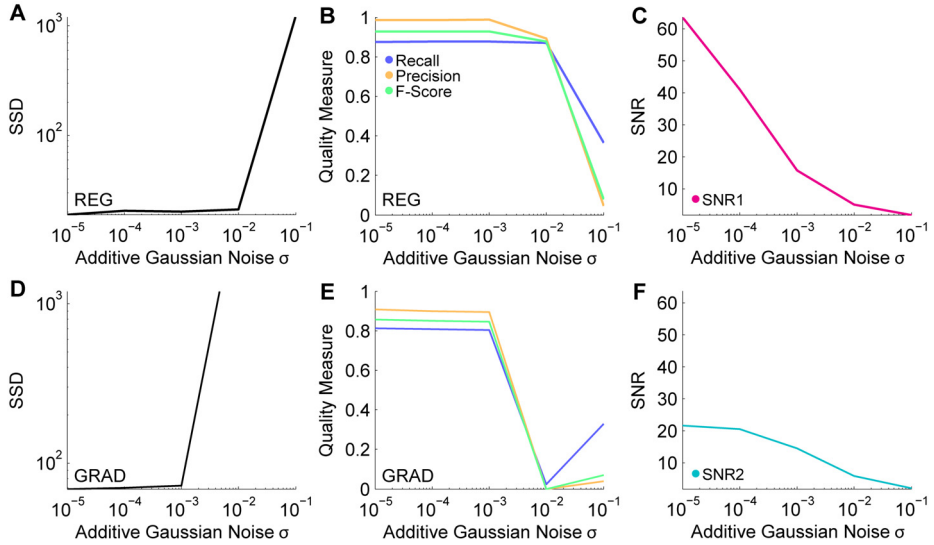 A
SSD
10³
10²
REG
10⁻⁵ 10⁻⁴ 10⁻³ 10⁻² 10⁻¹
Additive Gaussian Noise σ
B
Quality Measure
1
0.8
0.6
0.4
0.2
0
Recall
Precision
F-Score
REG
10⁻⁵ 10⁻⁴ 10⁻³ 10⁻² 10⁻¹
Additive Gaussian Noise σ
C
SNR
60
50
40
30
20
10
SNR1
10⁻⁵ 10⁻⁴ 10⁻³ 10⁻² 10⁻¹
Additive Gaussian Noise σ
D
SSD
10³
10²
GRAD
10⁻⁵ 10⁻⁴ 10⁻³ 10⁻² 10⁻¹
Additive Gaussian Noise σ
E
Quality Measure
1
0.8
0.6
0.4
0.2
0
GRAD
10⁻⁵ 10⁻⁴ 10⁻³ 10⁻² 10⁻¹
Additive Gaussian Noise σ
F
SNR
60
50
40
30
20
10
SNR2
10⁻⁵ 10⁻⁴ 10⁻³ 10⁻² 10⁻¹
Additive Gaussian Noise σ